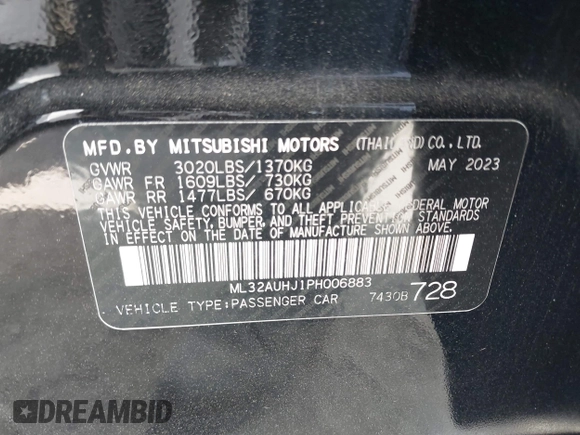 MFD.BY MITSUBISHI MOTORS (THAILAND) CO., LTD.
GVWR 3020LBS/1370KG MAY 2023
GAWR FR 1609LBS/ 730KG
GAWR RR 1477LBS/ 670KG
THIS VEHICLE CONFORMS TO ALL APPLICABLE FEDERAL MOTOR
VEHICLE SAFETY, BUMPER, AND THEFT PREVENTION STANDARDS
IN EFFECT ON THE DATE OF MANUFACTURE SHOWN ABOVE.
ML32AUHJ1PH006883
VEHICLE TYPE:PASSENGER CAR 7430B 728
DREAMBID